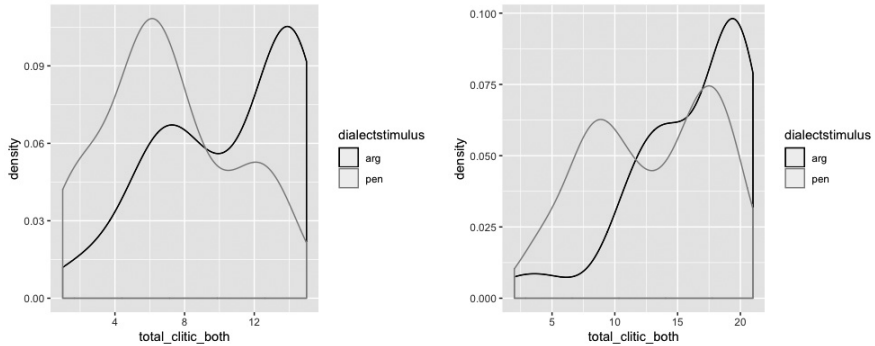 0.09
0.06
0.03
0.00
density
4
8
12
total_clitic_both
dialectstimulus
arg
pen
0.100
0.075
0.050
0.025
0.000
density
5
10
15
20
total_clitic_both
dialectstimulus
arg
pen